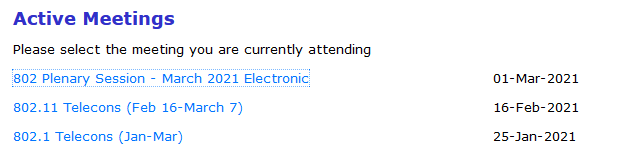 Active Meetings
Please select the meeting you are currently attending
802 Plenary Session - March 2021 Electronic 01-Mar-2021
802.11 Telecons (Feb 16-March 7) 16-Feb-2021
802.1 Telecons (Jan-Mar) 25-Jan-2021